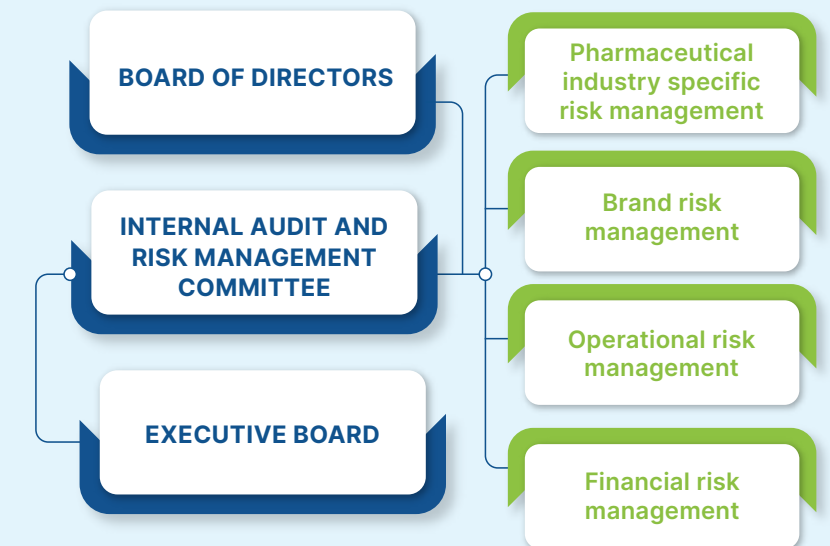 BOARD OF DIRECTORS
INTERNAL AUDIT AND
RISK MANAGEMENT
COMMITTEE
EXECUTIVE BOARD
Pharmaceutical
industry specific
risk management
Brand risk
management
Operational risk
management
Financial risk
management